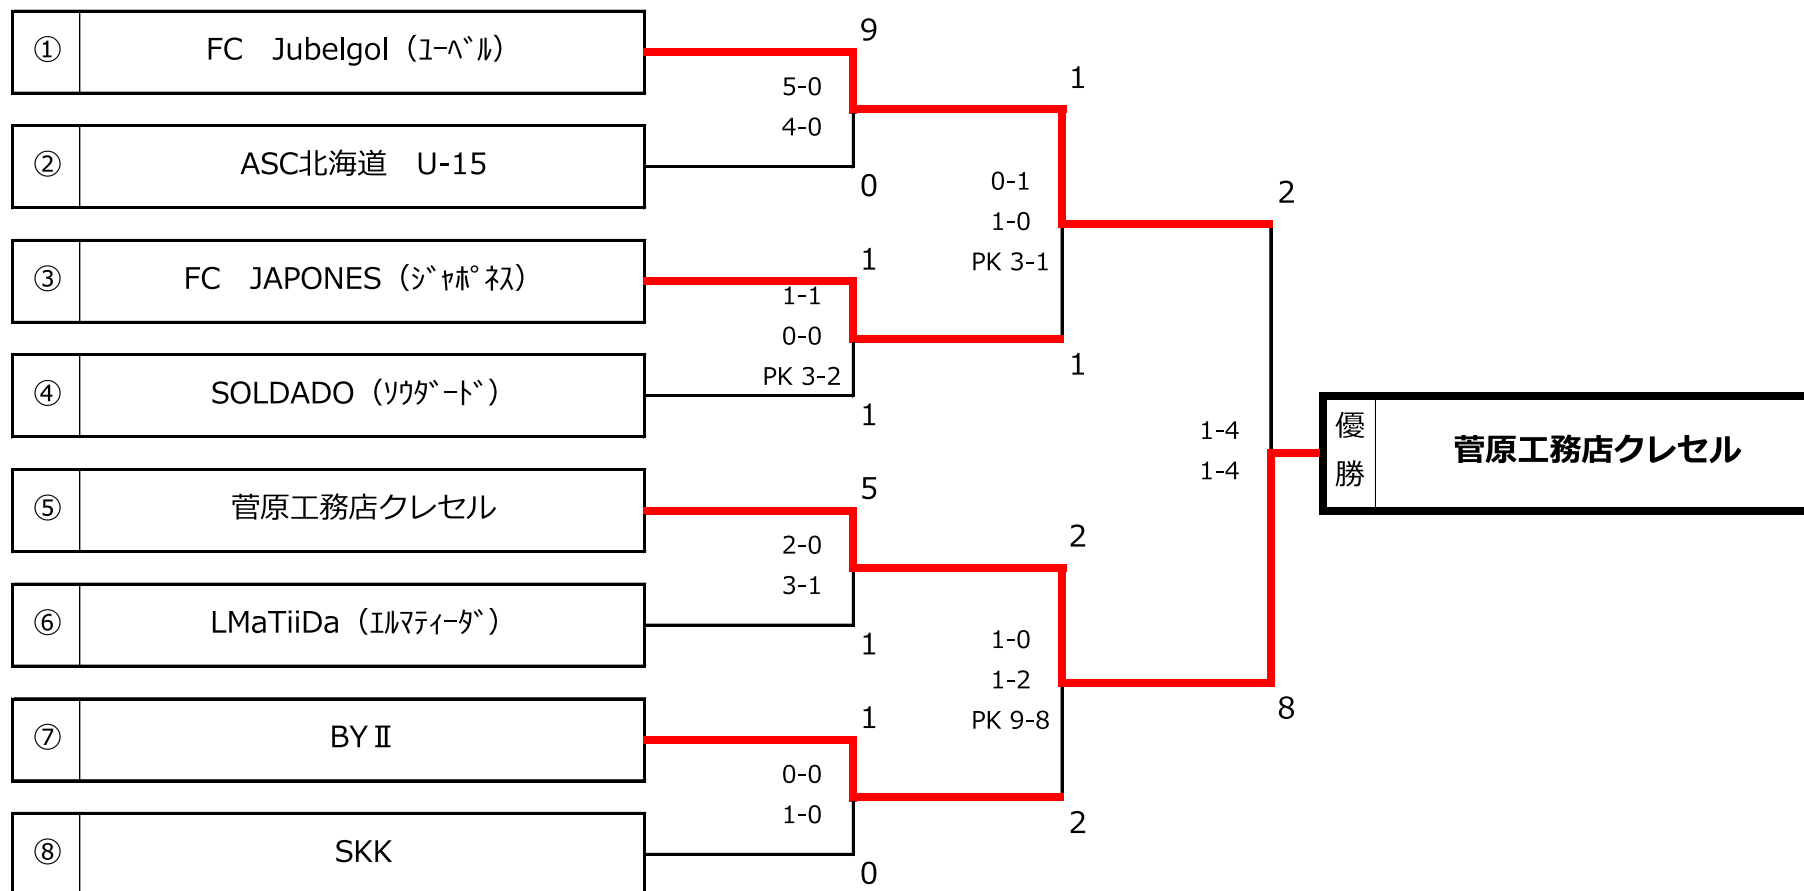 ① FC　Jubelgol（ﾕｰﾍﾞﾙ）
9
5-0
4-0
② ASC北海道　U-15
0
③ FC　JAPONES（ｼﾞｬﾎﾟﾈｽ）
1
1-1
0-0
PK 3-2
④ SOLDADO（ｿｳﾀﾞｰﾄﾞ）
1
1
0-1
1-0
PK 3-1
1
⑤ 菅原工務店クレセル
5
2-0
3-1
⑥ LMaTiiDa（ｴﾙﾏﾃｨｰﾀﾞ）
1
⑦ BYⅡ
1
0-0
1-0
⑧ SKK
0
2
1-0
1-2
PK 9-8
2
2
1-4
1-4
8
優勝 菅原工務店クレセル